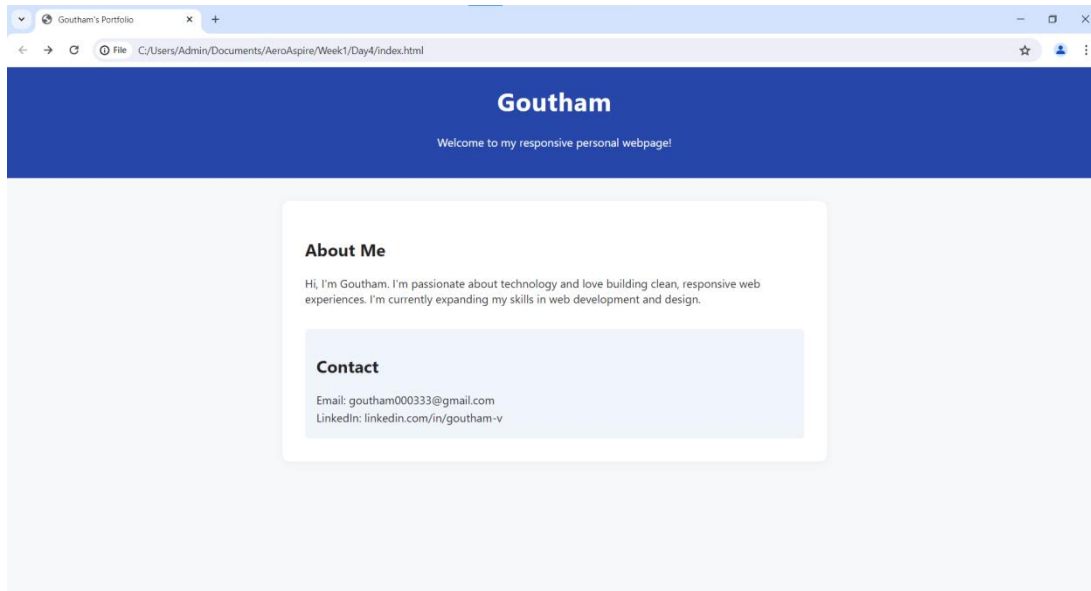 Goutham's Portfolio
File C:/Users/Admin/Documents/AeroAspire/Week1/Day4/index.html
Goutham
Welcome to my responsive personal webpage!
About Me
Hi, I'm Goutham. I'm passionate about technology and love building clean, responsive web
experiences. I'm currently expanding my skills in web development and design.
Contact
Email: goutham000333@gmail.com
LinkedIn: linkedin.com/in/goutham-v